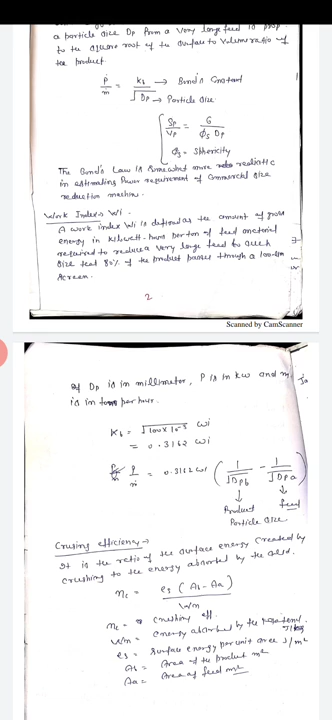 a particle size Dp from a very large feed is prop.
to the square root of the surface to volume ratio of
the product.
P/ṁ = kb/√Dp → Bond's Constant
→ Particle size
Sp/Vp = 6/Φs Dp
Φs = Sphericity
The Bond's Law is somewhat more realistic
in estimating Power requirement of Commercial size
reduction machine.
Work Index: Wi -
A work index Wi is defined as the amount of gross
energy in kilowatt-hour per ton of feed material
required to reduce very large feed to such
size that 80% of the product passes through a 100-um
screen.
2
Scanned by CamScanner
If Dp is in millimeter, P is in kw and ṁ
is in tons per hour.
Kb = √100×10⁻³ Wi
= 0.3162 Wi
P/ṁ = 0.3162 Wi (1/√Dpb - 1/√Dpa)
↓ ↓
Product feed
Particle size
Crusing efficiency →
It is the ratio of the surface energy created by
crushing to the energy absorbed by the solid.
ηc = es (Ab - Aa)/Wn
ηc = crushing eff.
Wn = energy absorbed by the material
es = surface energy per unit area J/m²
Ab = Area of the product m²
Aa = Area of feed m²